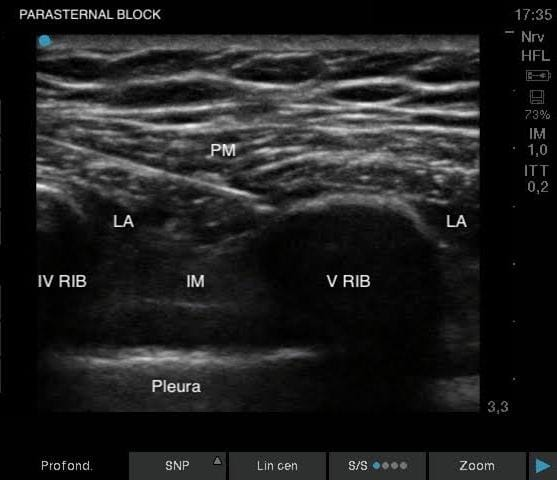 PARASTERNAL BLOCK
17:35
Nrv
HFL
73%
IM
1,0
ITT
0,2
PM
LA
LA
IV RIB
IM
V RIB
Pleura
3,3
Profond.
SNP
Lin cen
S/S
Zoom